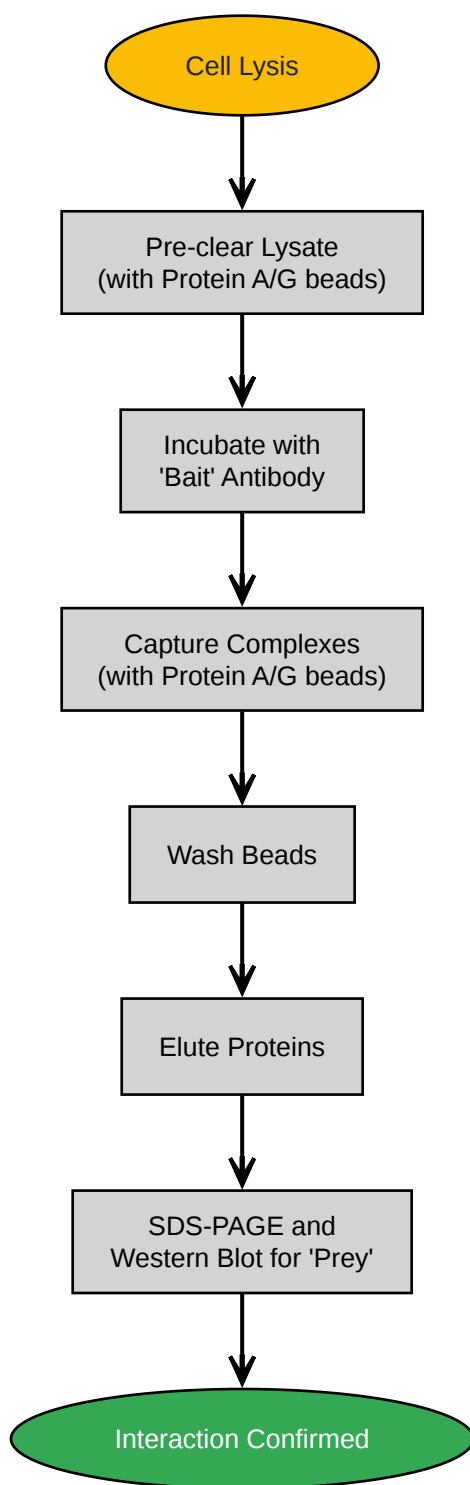 Cell Lysis
Pre-clear Lysate
(with Protein A/G beads)
Incubate with
'Bait' Antibody
Capture Complexes
(with Protein A/G beads)
Wash Beads
Elute Proteins
SDS-PAGE and
Western Blot for 'Prey'
Interaction Confirmed